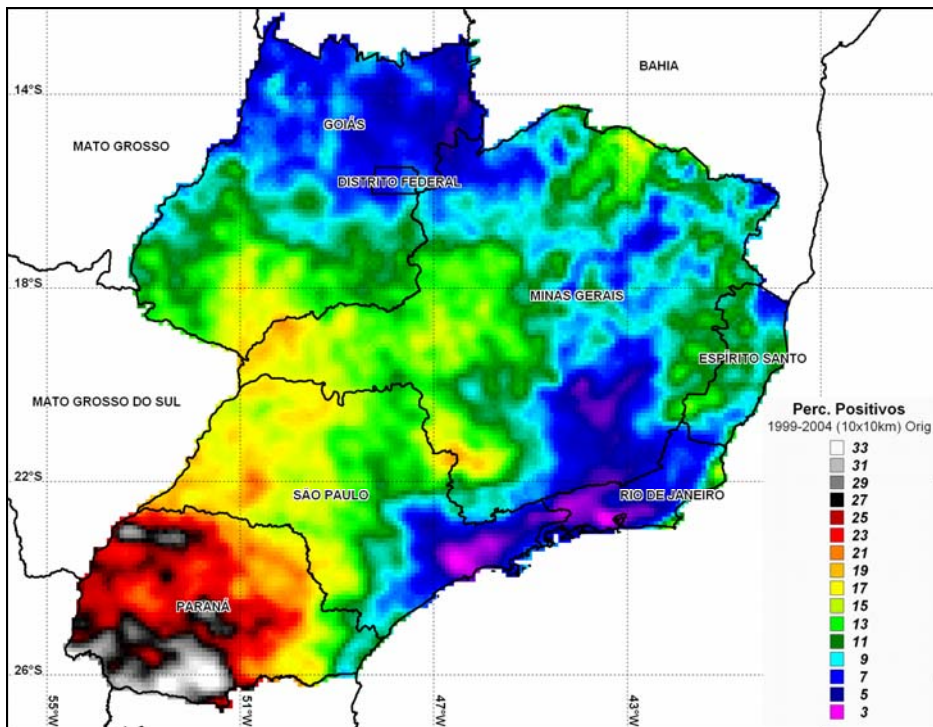 BAHIA
14°S
GOIÁS
MATO GROSSO
DISTRITO FEDERAL
18°S
MINAS GERAIS
ESPÍRITO SANTO
MATO GROSSO DO SUL
Perc. Positivos
1999-2004 (10x10km) Orig
33
31
29
27
25
23
21
19
17
15
13
11
9
7
5
3
22°S
SÃO PAULO
RIO DE JANEIRO
PARANÁ
26°S
55°W
51°W
47°W
43°W